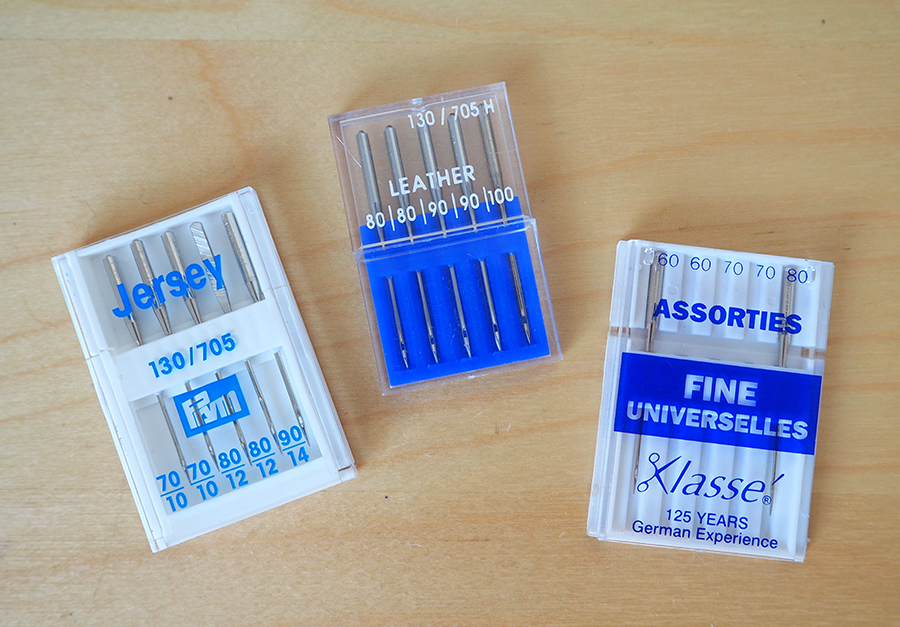 Jersey
130/705
Prym
70 70 80 80 90
10 10 12 12 14
130/705 H
LEATHER
80|80|90|90|100
60 60 70 70 80
ASSORTIES
FINE
UNIVERSELLES
Klassé®
125 YEARS
German Experience